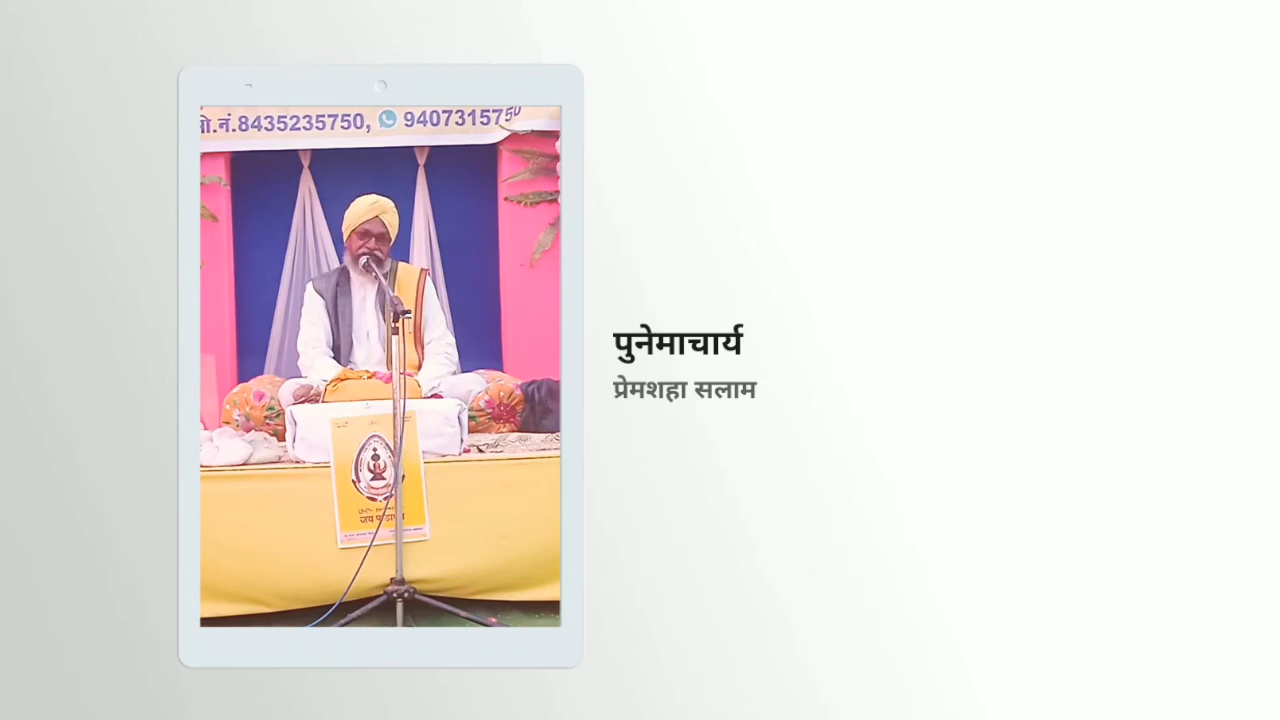 मो.नं.8435235750, 9407315750
पुनेमाचार्य
प्रेमशहा सलाम
जय